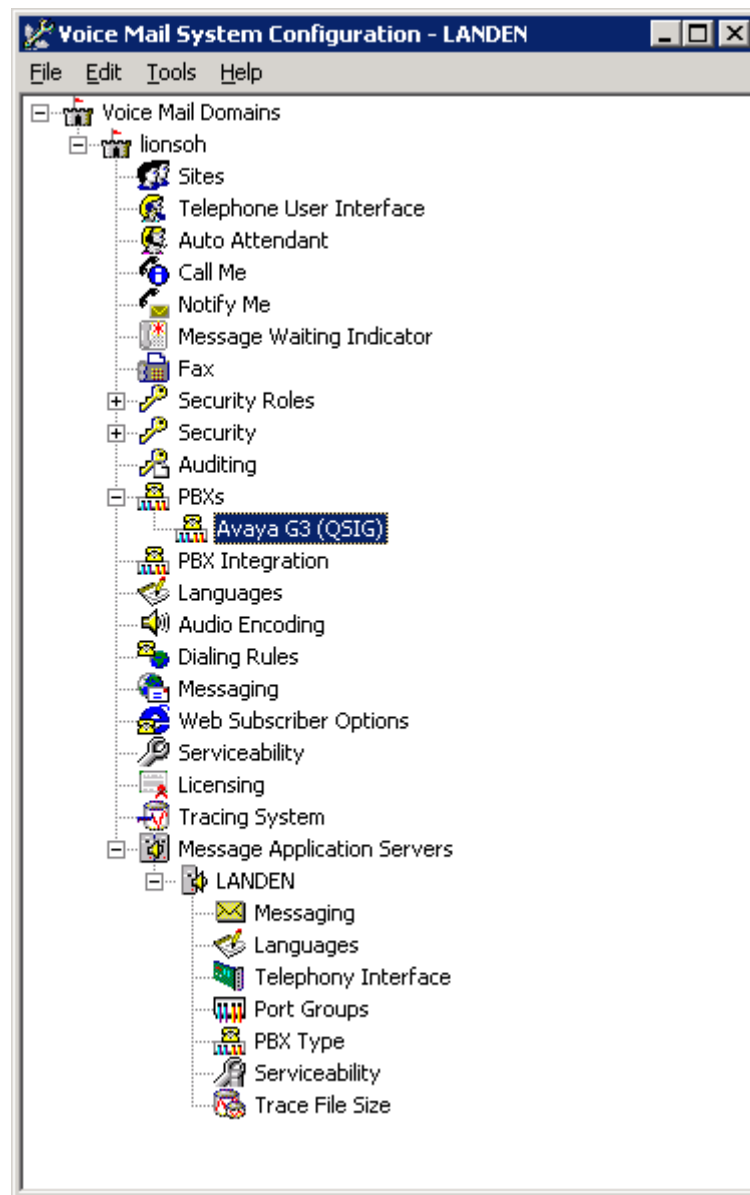 Voice Mail System Configuration - LANDEN
File Edit Tools Help
Voice Mail Domains
lionsoh
Sites
Telephone User Interface
Auto Attendant
Call Me
Notify Me
Message Waiting Indicator
Fax
Security Roles
Security
Auditing
PBXs
Avaya G3 (QSIG)
PBX Integration
Languages
Audio Encoding
Dialing Rules
Messaging
Web Subscriber Options
Serviceability
Licensing
Tracing System
Message Application Servers
LANDEN
Messaging
Languages
Telephony Interface
Port Groups
PBX Type
Serviceability
Trace File Size